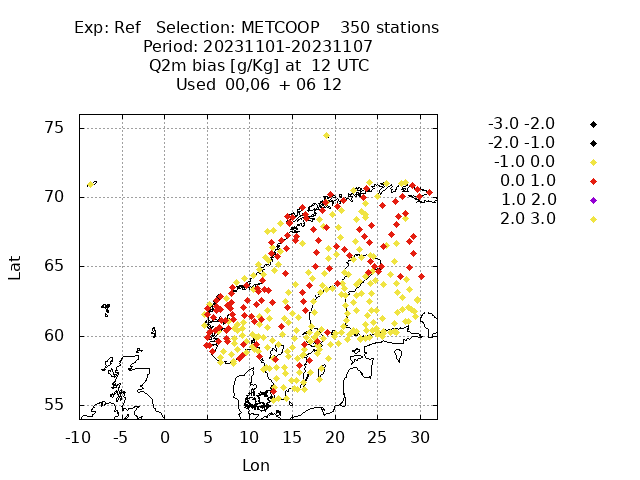 Exp: Ref   Selection: METCOOP    350 stations
Period: 20231101-20231107
Q2m bias [g/Kg] at  12 UTC
Used  00,06  + 06 12
-3.0 -2.0
-2.0 -1.0
-1.0 0.0
0.0 1.0
1.0 2.0
2.0 3.0
75
70
65
60
55
Lat
-10 -5 0 5 10 15 20 25 30
Lon